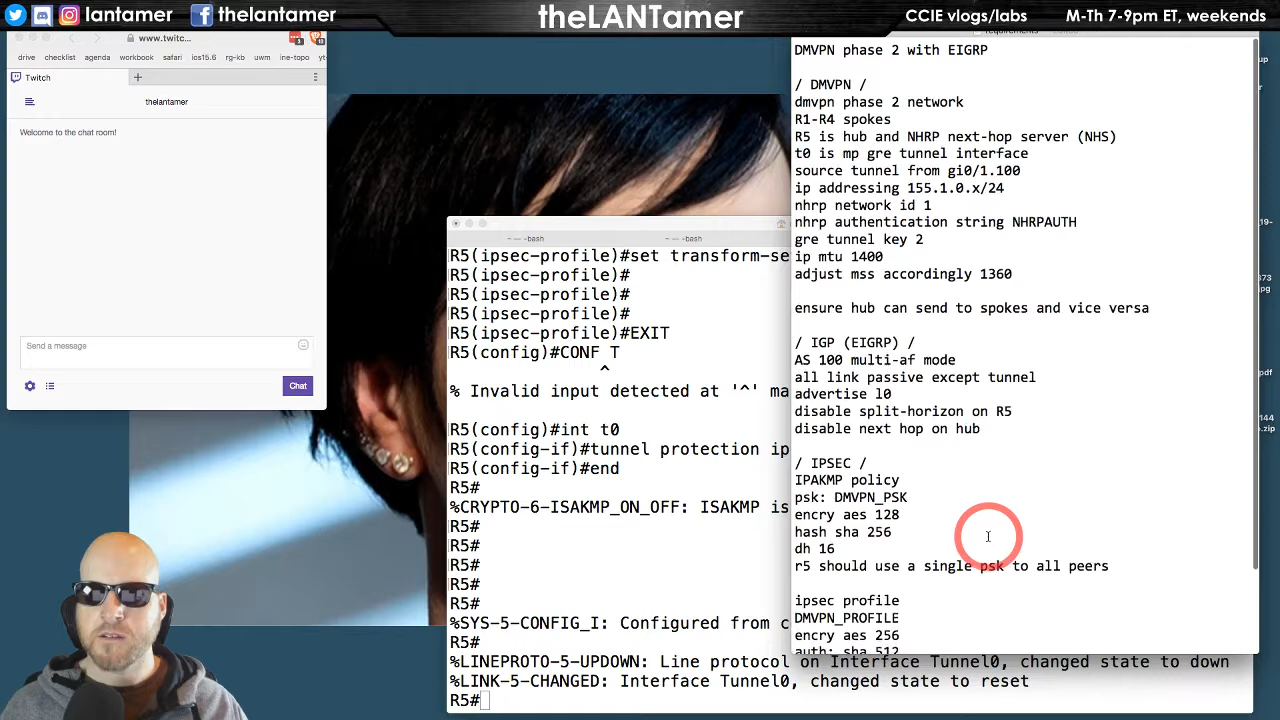 lantamer
thelantamer
theLANTamer
CCIE vlogs/labs
M-Th 7-9pm ET, weekends
www.twitc...
drive
checklist
agenda
workbook
safari
ios15.6
rg-kb
uwm
ine-topo
Twitch
thelantamer
Welcome to the chat room!
Send a message
Chat
~ — -bash
~ — -bash
R5(ipsec-profile)#set transform-se
R5(ipsec-profile)#
R5(ipsec-profile)#
R5(ipsec-profile)#
R5(ipsec-profile)#EXIT
R5(config)#CONF T
^
% Invalid input detected at '^' ma
R5(config)#int t0
R5(config-if)#tunnel protection ip
R5(config-if)#end
R5#
%CRYPTO-6-ISAKMP_ON_OFF: ISAKMP is
R5#
R5#
R5#
R5#
R5#
%SYS-5-CONFIG_I: Configured from c
R5#
%LINEPROTO-5-UPDOWN: Line protocol on Interface Tunnel0, changed state to down
%LINK-5-CHANGED: Interface Tunnel0, changed state to reset
R5#
DMVPN phase 2 with EIGRP
/ DMVPN /
dmvpn phase 2 network
R1-R4 spokes
R5 is hub and NHRP next-hop server (NHS)
t0 is mp gre tunnel interface
source tunnel from gi0/1.100
ip addressing 155.1.0.x/24
nhrp network id 1
nhrp authentication string NHRPAUTH
gre tunnel key 2
ip mtu 1400
adjust mss accordingly 1360
ensure hub can send to spokes and vice versa
/ IGP (EIGRP) /
AS 100 multi-af mode
all link passive except tunnel
advertise l0
disable split-horizon on R5
disable next hop on hub
/ IPSEC /
IPAKMP policy
psk: DMVPN_PSK
encry aes 128
hash sha 256
dh 16
r5 should use a single psk to all peers
ipsec profile
DMVPN_PROFILE
encry aes 256
auth: sha 512